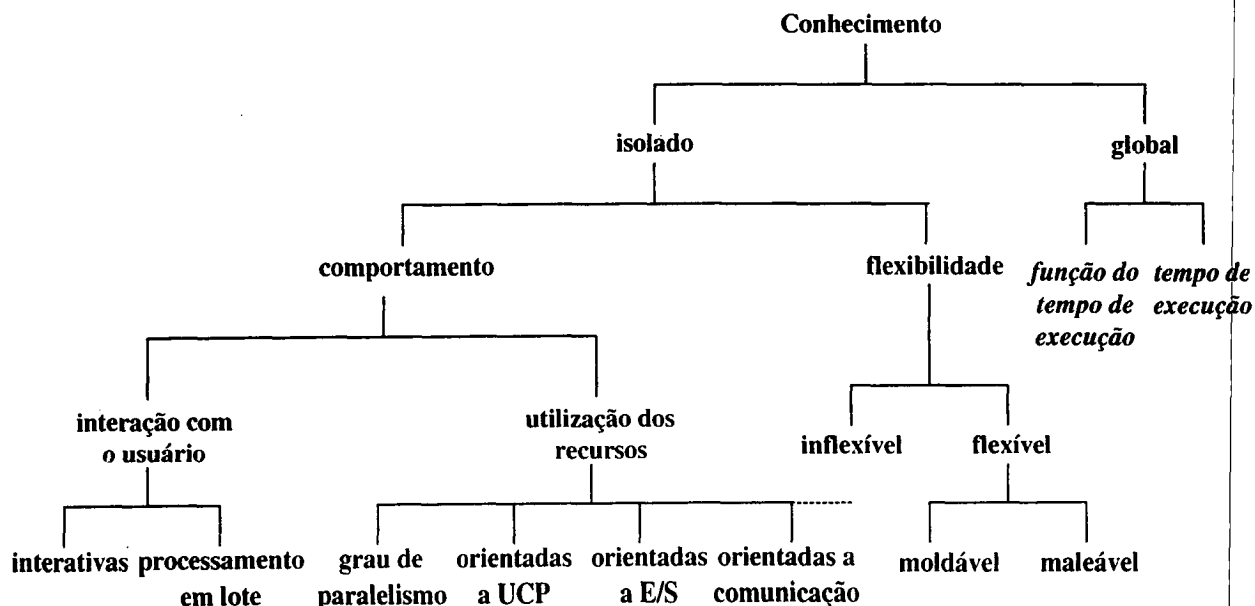 Conhecimento
isolado
global
comportamento
flexibilidade
função do
tempo de
execução
tempo de
execução
interação com
o usuário
utilização dos
recursos
inflexível
flexível
interativas
processamento
em lote
grau de
paralelismo
orientadas
a UCP
orientadas
a E/S
orientadas a
comunicação
moldável
maleável